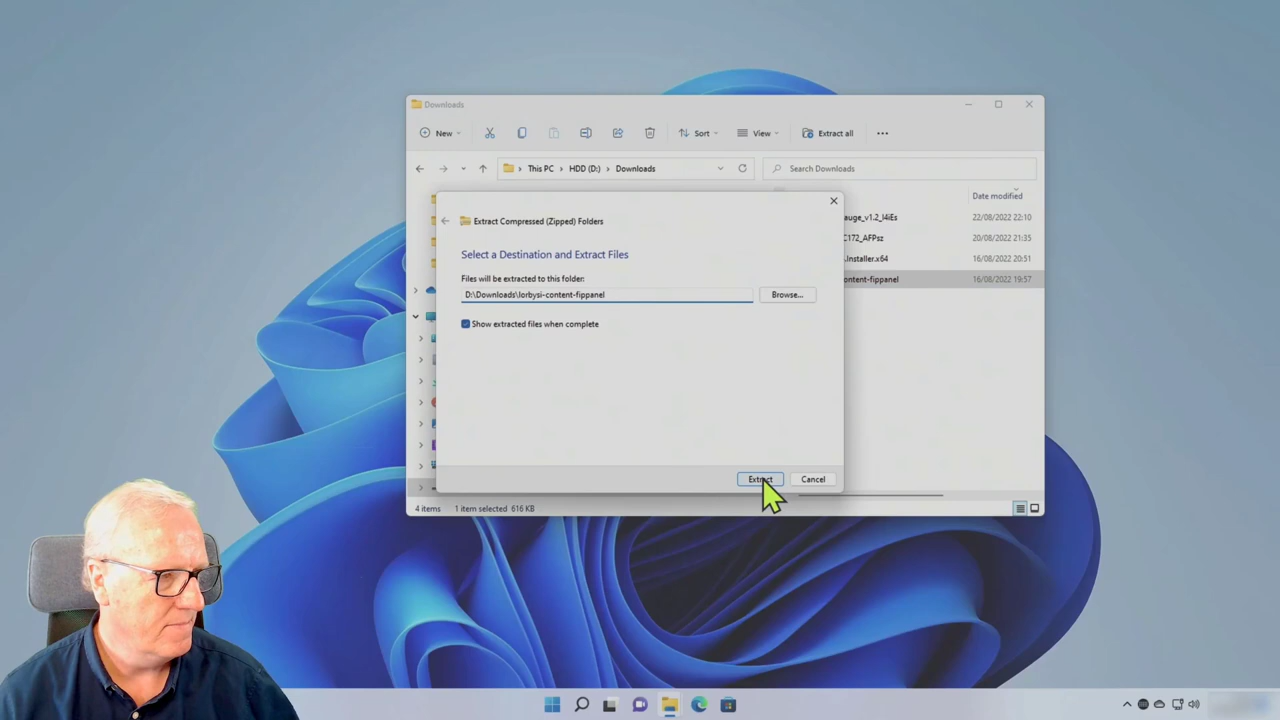 Downloads
New
Sort
View
Extract all
This PC > HDD (D:) > Downloads
Search Downloads
Date modified
auge_v1.2_I4iEs 22/08/2022 22:10
C172_AFPsz 20/08/2021 21:35
.Installer.x64 16/08/2022 20:51
ontent-fippanel 16/08/2022 19:57
Extract Compressed (Zipped) Folders
Select a Destination and Extract Files
Files will be extracted to this folder:
D:\Downloads\lorbysi-content-fippanel
Browse...
Show extracted files when complete
Extract
Cancel
4 items 1 item selected 616 KB